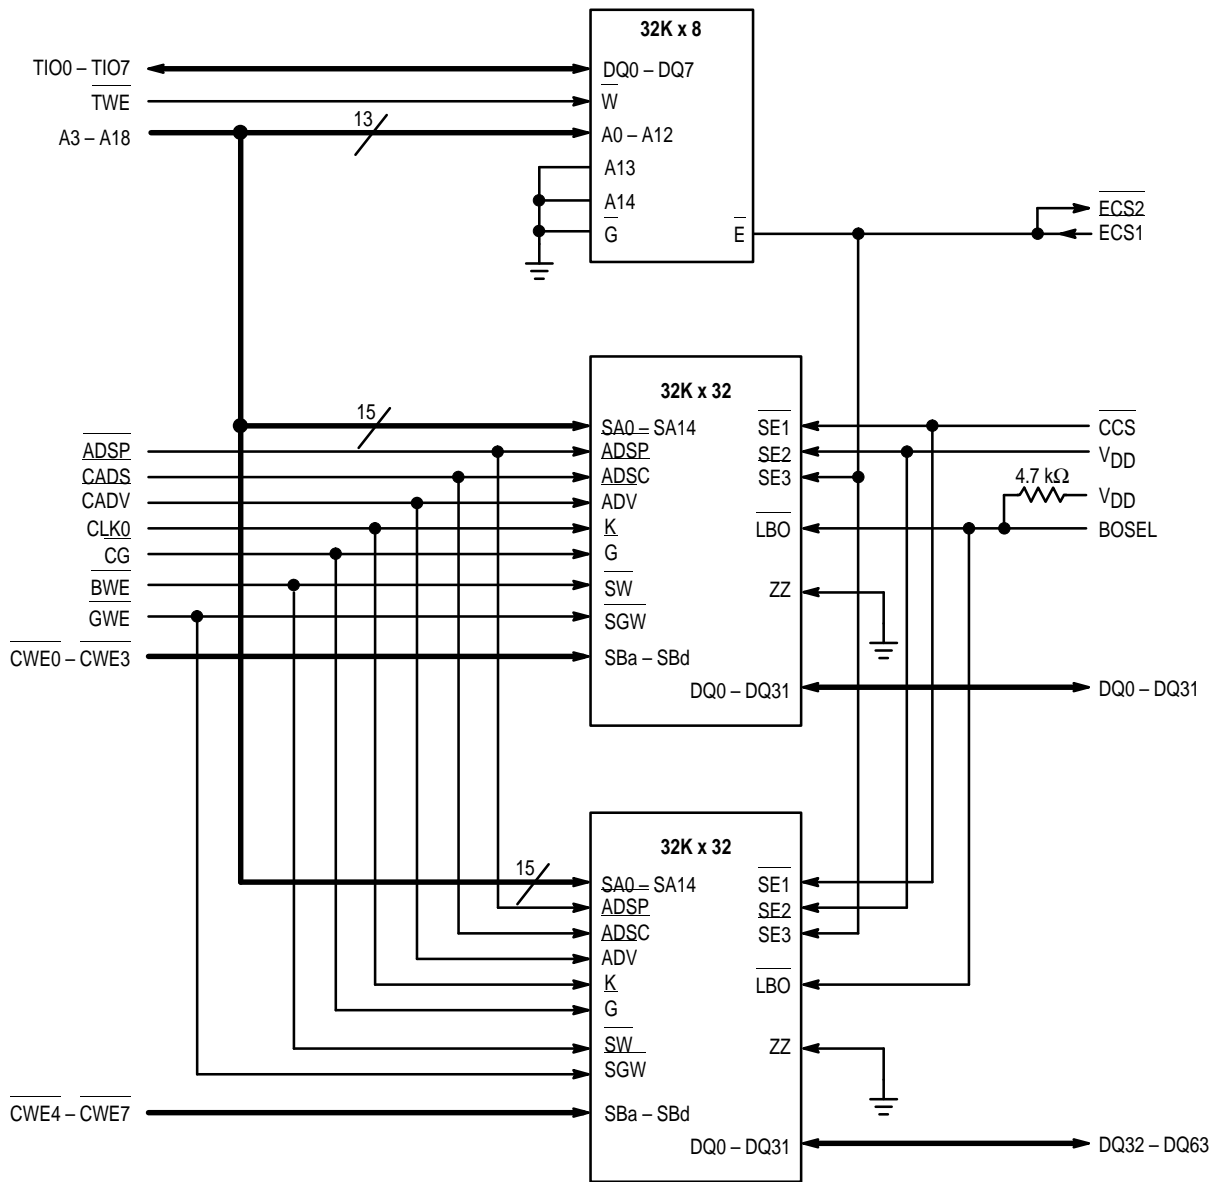 32K x 8
TIO0 – TIO7
DQ0 – DQ7
TWE
W
13
A3 – A18
A0 – A12
A13
A14
G
E
ECS2
ECS1
32K x 32
15
SA0 – SA14
SE1
CCS
ADSP
ADSP
SE2
VDD
CADS
ADSC
SE3
4.7 kΩ
CADV
ADV
VDD
CLK0
K
LBO
BOSEL
CG
G
BWE
SW
ZZ
GWE
SGW
CWE0 – CWE3
SBa – SBd
DQ0 – DQ31
DQ0 – DQ31
32K x 32
15
SA0 – SA14
SE1
ADSP
SE2
ADSC
SE3
ADV
K
LBO
G
SW
ZZ
SGW
CWE4 – CWE7
SBa – SBd
DQ0 – DQ31
DQ32 – DQ63